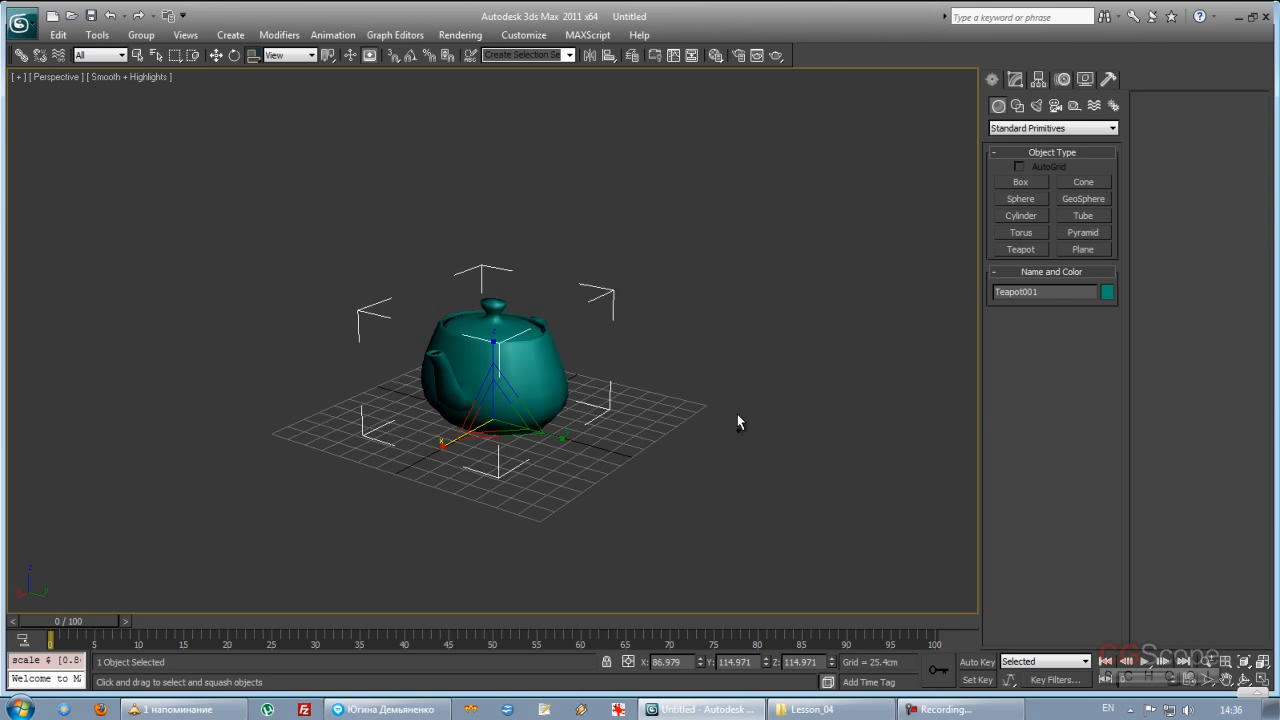 Autodesk 3ds Max 2011 x64 Untitled
Type a keyword or phrase
Edit Tools Group Views Create Modifiers Animation Graph Editors Rendering Customize MAXScript Help
All View Create Selection Se
[ + ] [ Perspective ] [ Smooth + Highlights ]
Standard Primitives
- Object Type
AutoGrid
Box Cone
Sphere GeoSphere
Cylinder Tube
Torus Pyramid
Teapot Plane
- Name and Color
Teapot001
z
x
z
< 0 / 100 >
0 5 10 15 20 25 30 35 40 45 50 55 60 65 70 75 80 85 90 95 100
scale $ [0.8 1 Object Selected X: 86.979 Y: 114.971 Z: 114.971 Grid = 25.4cm Auto Key Selected
Welcome to M Click and drag to select and squash objects Add Time Tag Set Key Key Filters... 0
CGScope
1 напоминание Югина Демьяненко Untitled - Autodesk ... Lesson_04 Recording... EN 14:36